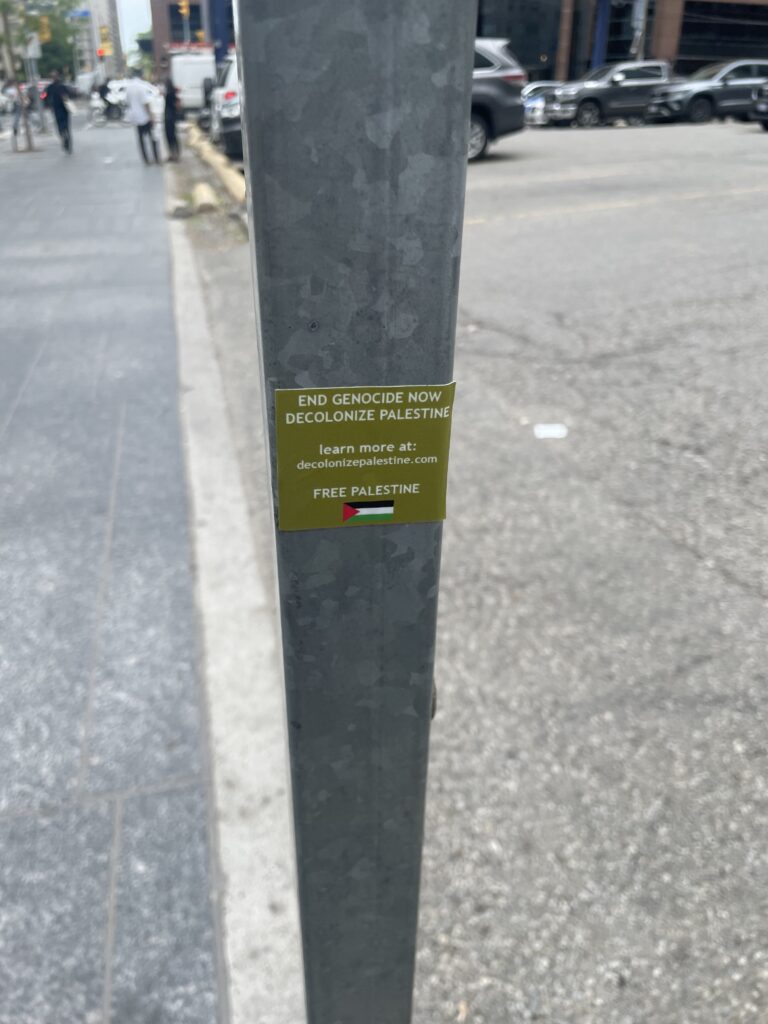 END GENOCIDE NOW
DECOLONIZE PALESTINE
learn more at:
decolonizepalestine.com
FREE PALESTINE